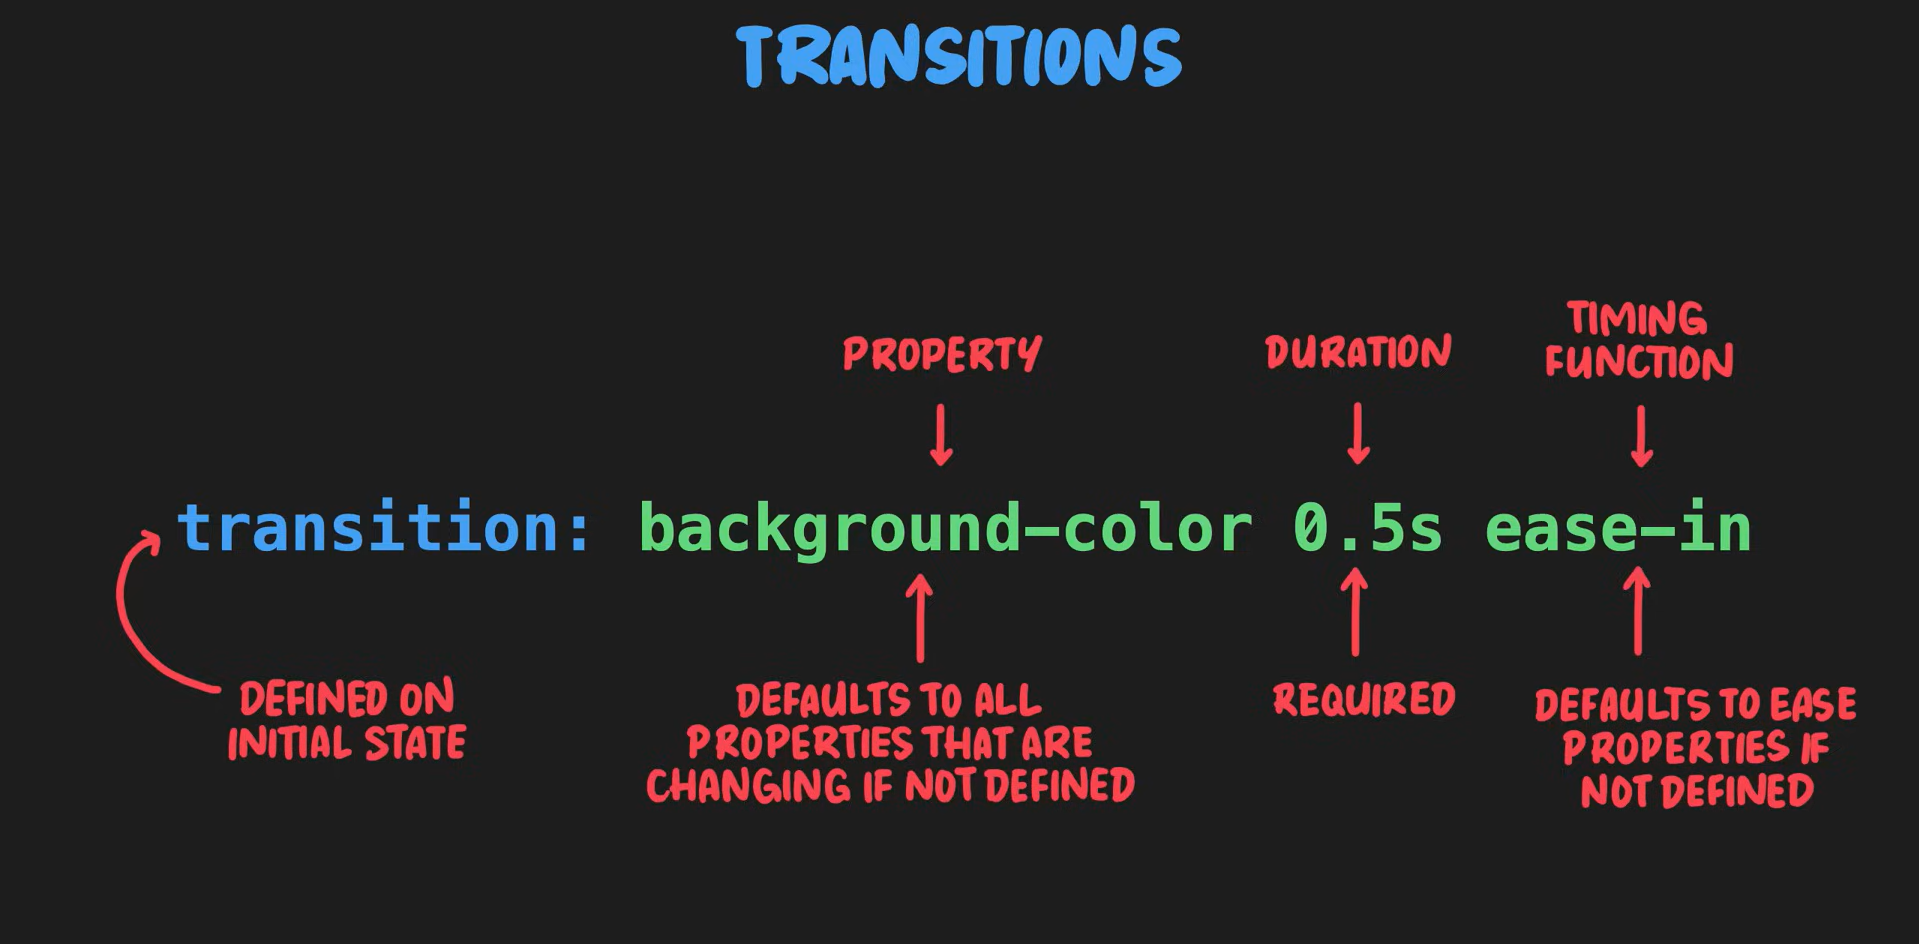 TRANSITIONS
PROPERTY
DURATION
TIMING
FUNCTION
transition: background-color 0.5s ease-in
DEFINED ON
INITIAL STATE
DEFAULTS TO ALL
PROPERTIES THAT ARE
CHANGING IF NOT DEFINED
REQUIRED
DEFAULTS TO EASE
PROPERTIES IF
NOT DEFINED